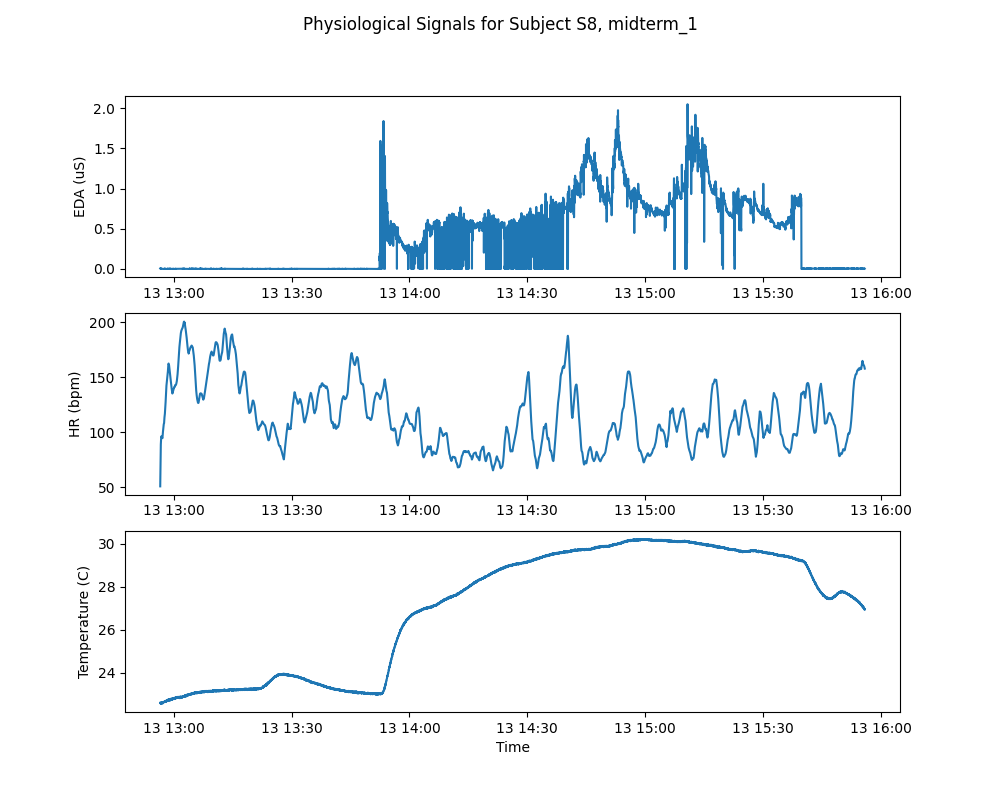 Physiological Signals for Subject S8, midterm_1
EDA (uS)
2.0
1.5
1.0
0.5
0.0
13 13:00 13 13:30 13 14:00 13 14:30 13 15:00 13 15:30 13 16:00
HR (bpm)
200
150
100
50
13 13:00 13 13:30 13 14:00 13 14:30 13 15:00 13 15:30 13 16:00
Temperature (C)
30
28
26
24
13 13:00 13 13:30 13 14:00 13 14:30 13 15:00 13 15:30 13 16:00
Time